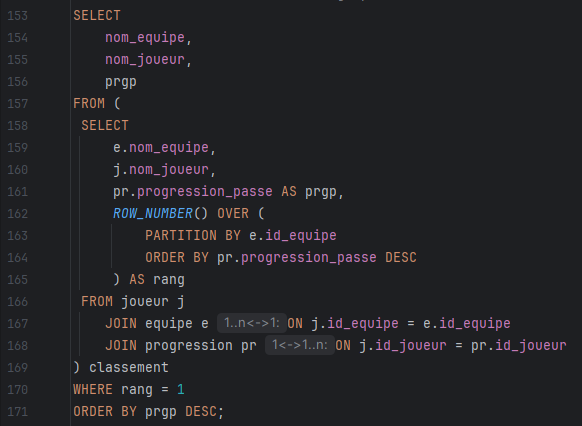 153 SELECT
154 nom_equipe,
155 nom_joueur,
156 prgp
157 FROM (
158 SELECT
159 e.nom_equipe,
160 j.nom_joueur,
161 pr.progression_passe AS prgp,
162 ROW_NUMBER() OVER (
163 PARTITION BY e.id_equipe
164 ORDER BY pr.progression_passe DESC
165 ) AS rang
166 FROM joueur j
167 JOIN equipe e 1..n<->1: ON j.id_equipe = e.id_equipe
168 JOIN progression pr 1<->1..n: ON j.id_joueur = pr.id_joueur
169 ) classement
170 WHERE rang = 1
171 ORDER BY prgp DESC;